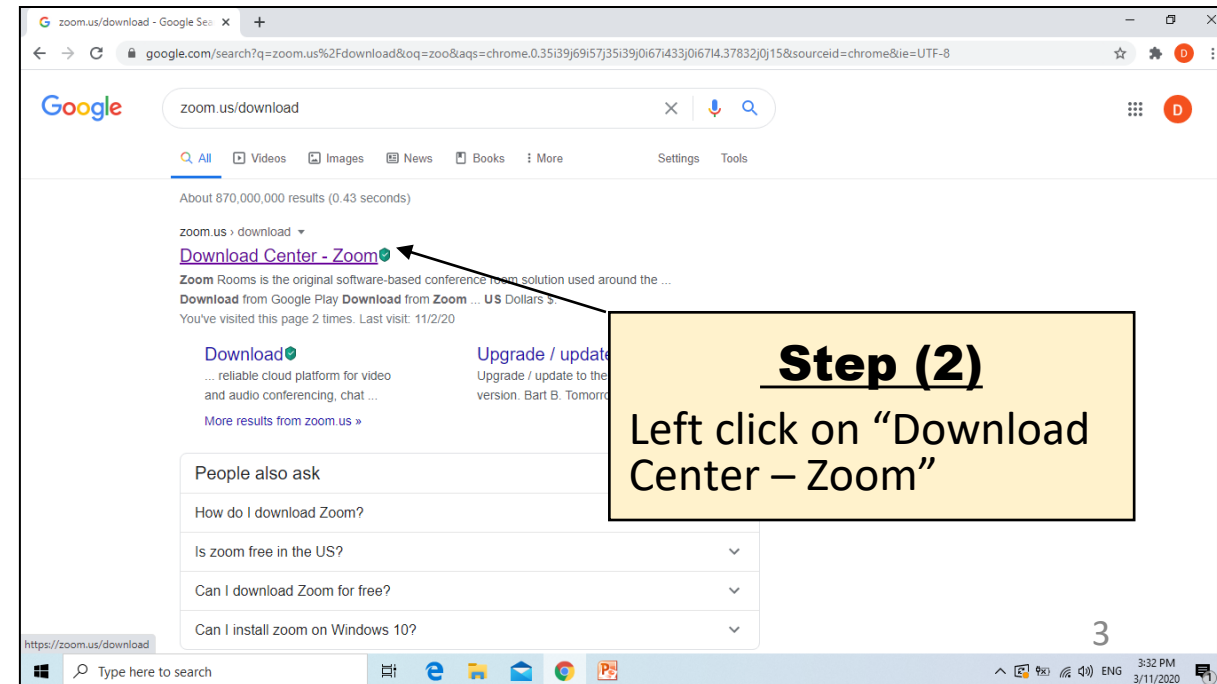 zoom.us/download - Google Sea
google.com/search?q=zoom.us%2Fdownload&oq=zoo&aqs=chrome.0.35i39j69i57j35i39j0i67i433j0i67l4.37832j0j15&sourceid=chrome&ie=UTF-8
D
Google
zoom.us/download
D
All Videos Images News Books More Settings Tools
About 870,000,000 results (0.43 seconds)
zoom.us › download
Download Center - Zoom
Zoom Rooms is the original software-based conference room solution used around the ...
Download from Google Play Download from Zoom ... US Dollars $.
You've visited this page 2 times. Last visit: 11/2/20
Download
... reliable cloud platform for video
and audio conferencing, chat ...
Upgrade / update
Upgrade / update to the
version. Bart B. Tomorro
More results from zoom.us »
Step (2)
Left click on “Download
Center – Zoom”
People also ask
How do I download Zoom?
Is zoom free in the US?
Can I download Zoom for free?
Can I install zoom on Windows 10?
3
https://zoom.us/download
Type here to search
ENG
3:32 PM
3/11/2020
1